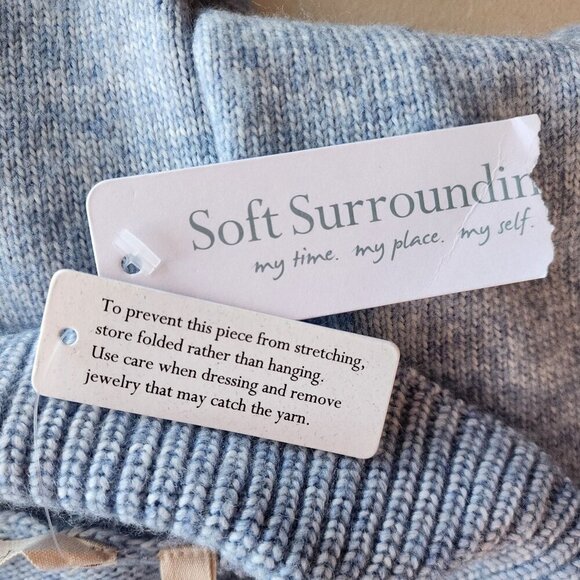 Soft Surroundin
my time. my place. my self.
To prevent this piece from stretching,
store folded rather than hanging.
Use care when dressing and remove
jewelry that may catch the yarn.